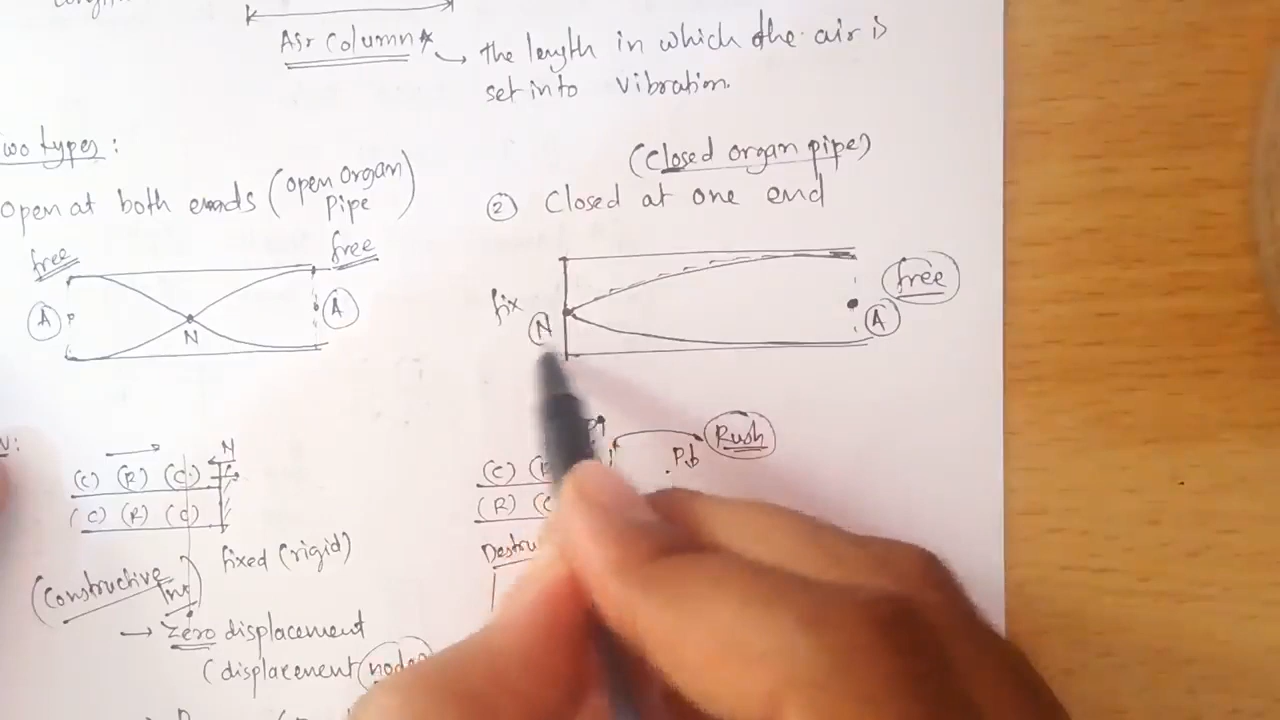 Air Column
the length in which the air is
set into vibration.
two types:
(Closed organ pipe)
Open at both ends (open organ
pipe)
② Closed at one end
free
free
free
A
A
N
fix
N
A
N
Rush
P₀
(C) (R) (C)
(C)
(C) (R) (C)
(R)
fixed (rigid)
(Constructive
Int)
→ Zero displacement
(displacement node